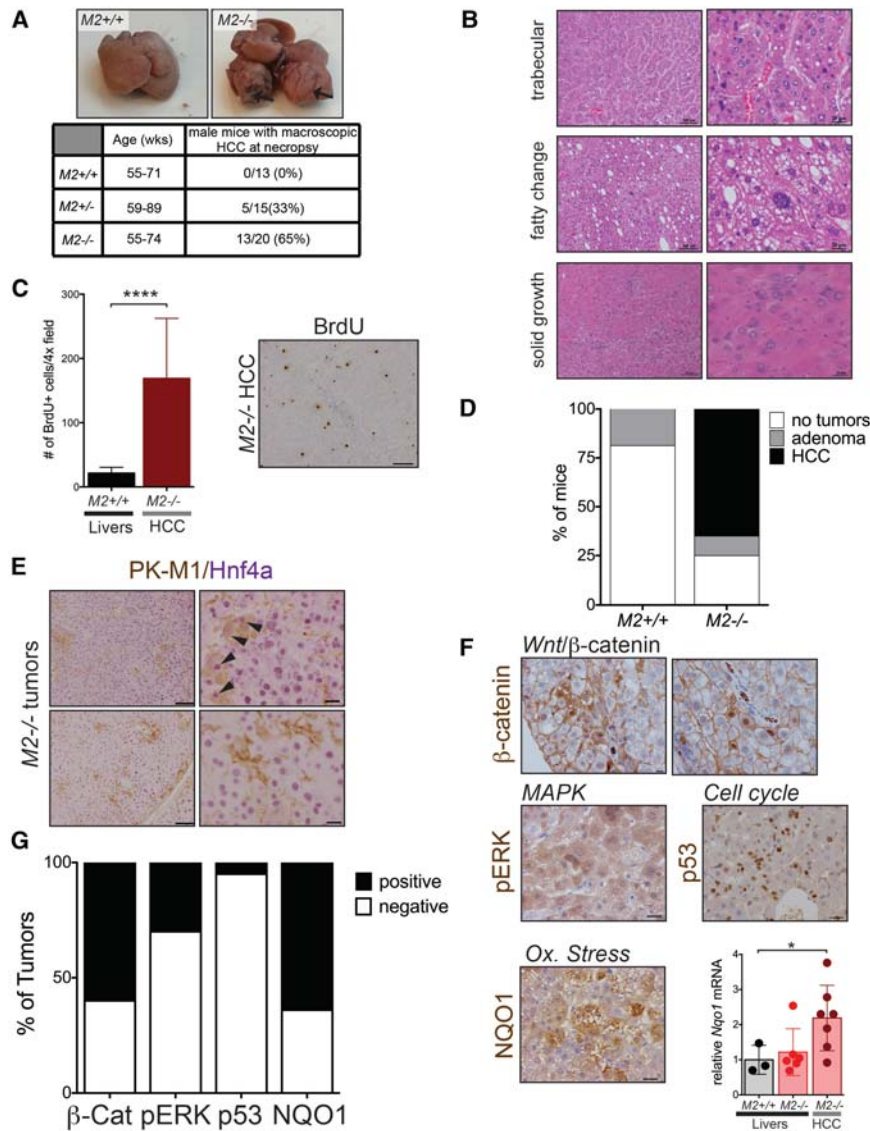 A
M2+/+
M2-/-
Age (wks)
male mice with macroscopic
HCC at necropsy
M2+/+
55-71
0/13 (0%)
M2+/-
59-89
5/15(33%)
M2-/-
55-74
13/20 (65%)
B
trabecular
fatty change
solid growth
C
# of BrdU+ cells/4x field
300
200
100
0
****
M2+/+
M2-/-
Livers
HCC
BrdU
M2-/- HCC
D
% of mice
100
75
50
25
0
M2+/+
M2-/-
no tumors
adenoma
HCC
E
PK-M1/Hnf4a
M2-/- tumors
F
Wnt/β-catenin
β-catenin
MAPK
pERK
Cell cycle
p53
Ox. Stress
NQO1
relative Nqo1 mRNA
4
3
2
1
0
*
M2+/+
M2-/-
M2-/-
Livers
HCC
G
% of Tumors
100
50
0
β-Cat
pERK
p53
NQO1
positive
negative